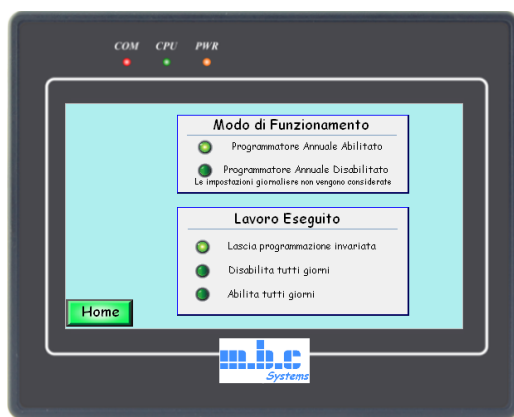 COM CPU PWR
Modo di Funzionamento
Programmatore Annuale Abilitato
Programmatore Annuale Disabilitato
Le impostazioni giornaliere non vengono considerate
Lavoro Eseguito
Lascia programmazione invariata
Disabilita tutti giorni
Abilita tutti giorni
Home
m.b.c
Systems